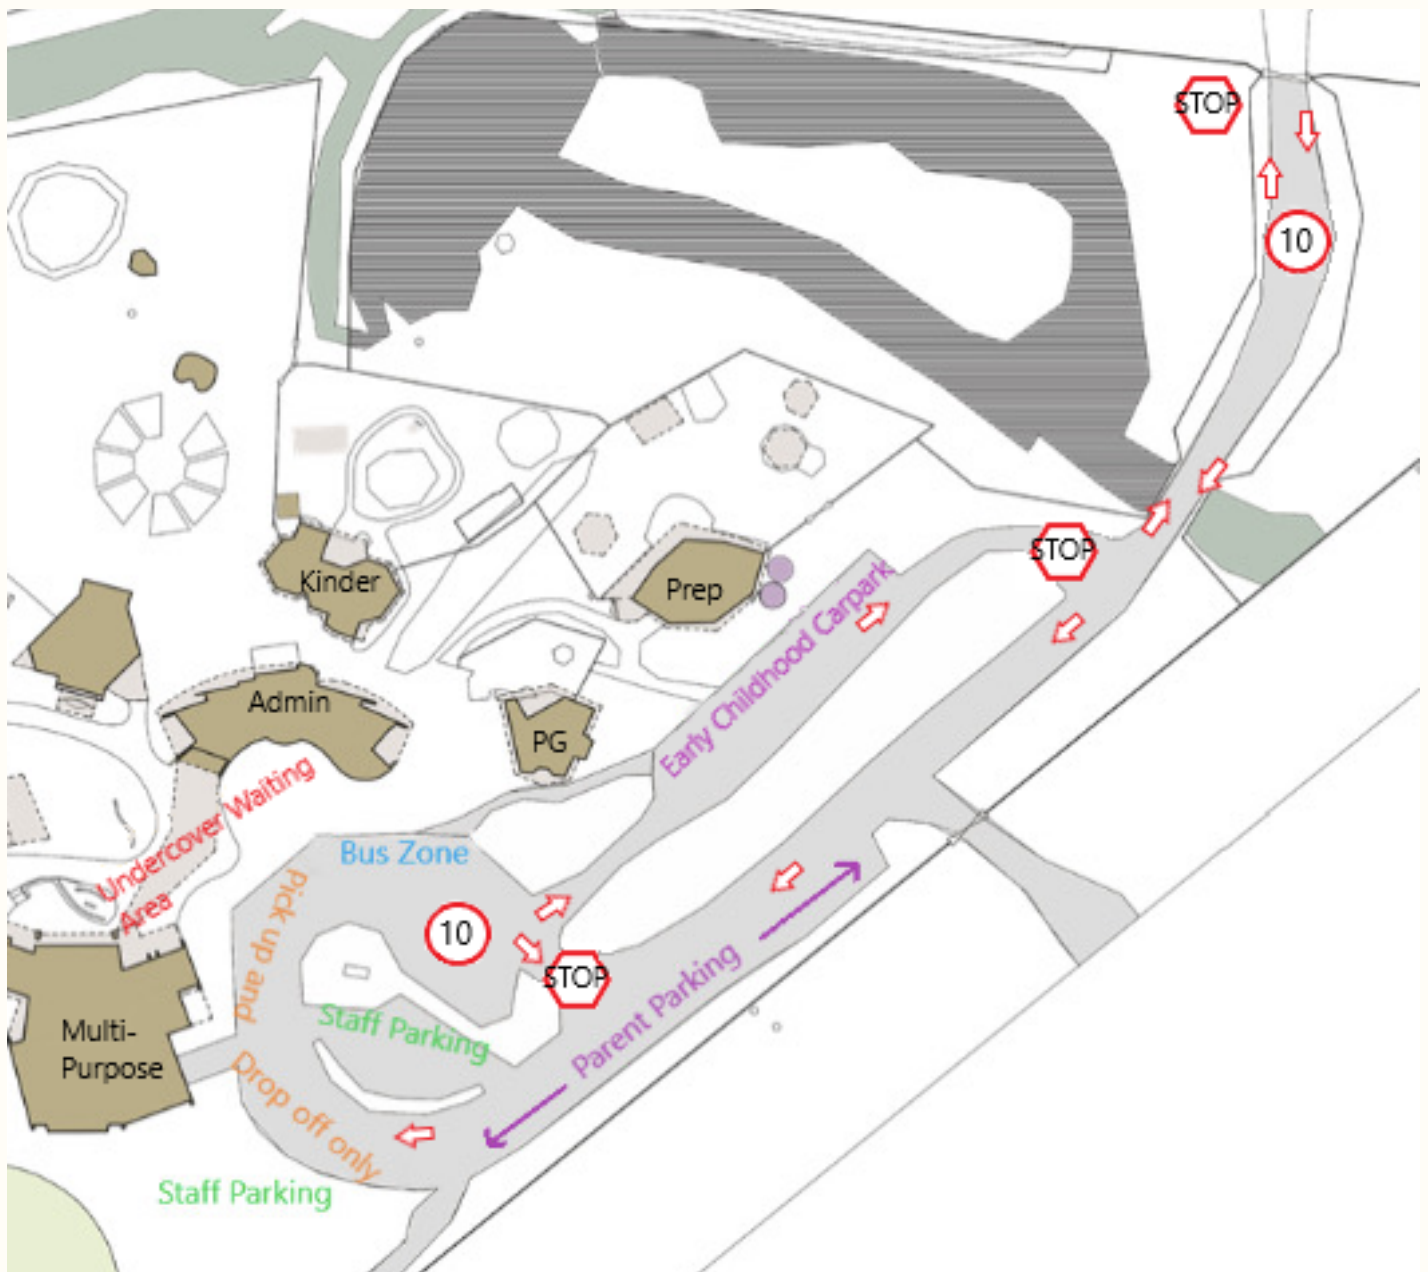 STOP
10
STOP
Early Childhood Carpark
Kinder
Prep
Admin
PG
Undercover Waiting
Area
Bus Zone
Pick up and
Drop off only
10
STOP
Staff Parking
Parent Parking
Multi-
Purpose
Staff Parking